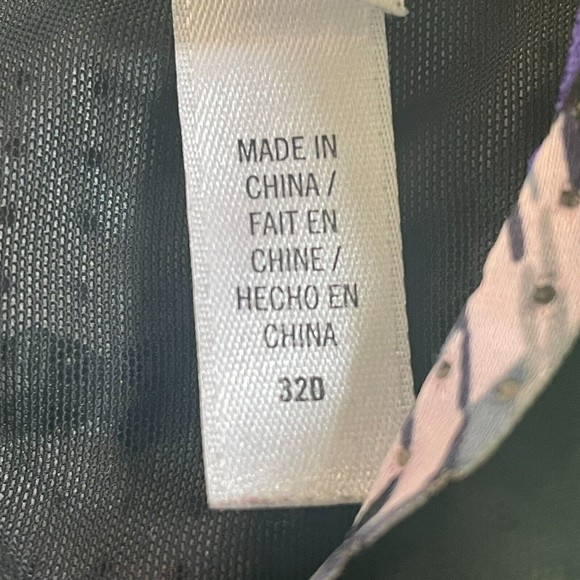 MADE IN
CHINA /
FAIT EN
CHINE /
HECHO EN
CHINA
32D